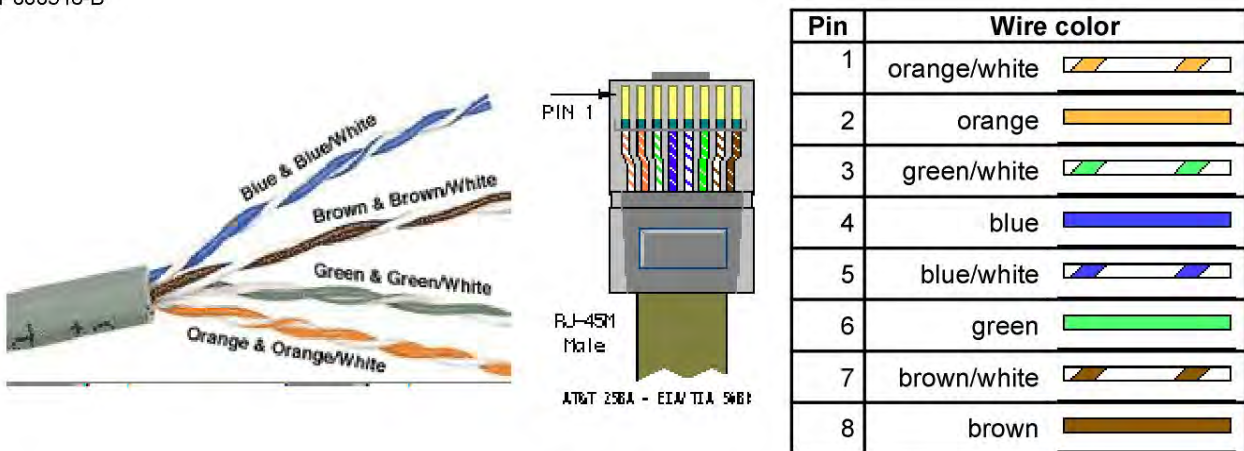 Blue & Blue/White
Brown & Brown/White
Green & Green/White
Orange & Orange/White
PIN 1
RJ-45M
Male
AT&T 258A - EIA/TIA
Pin Wire color
1 orange/white
2 orange
3 green/white
4 blue
5 blue/white
6 green
7 brown/white
8 brown